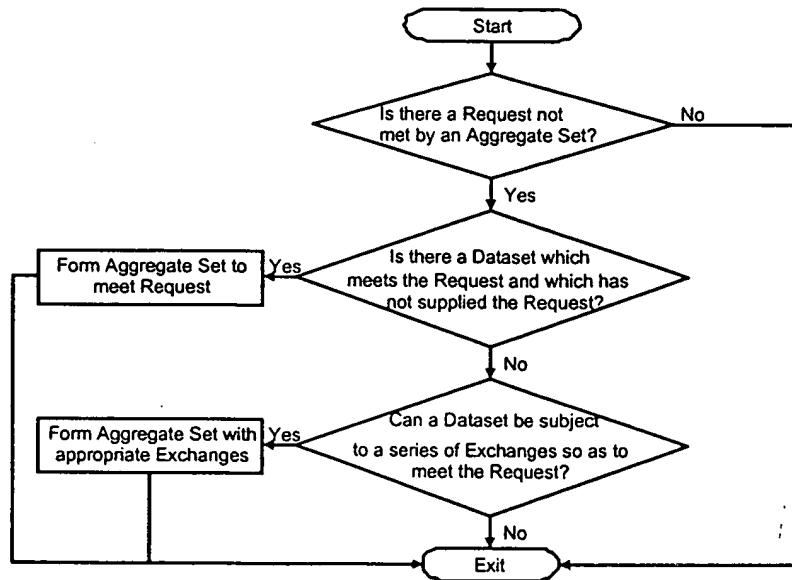 Start
Is there a Request not
met by an Aggregate Set?
No
Yes
Is there a Dataset which
meets the Request and which has
not supplied the Request?
Yes
Form Aggregate Set to
meet Request
No
Can a Dataset be subject
to a series of Exchanges so as to
meet the Request?
Yes
Form Aggregate Set with
appropriate Exchanges
No
Exit